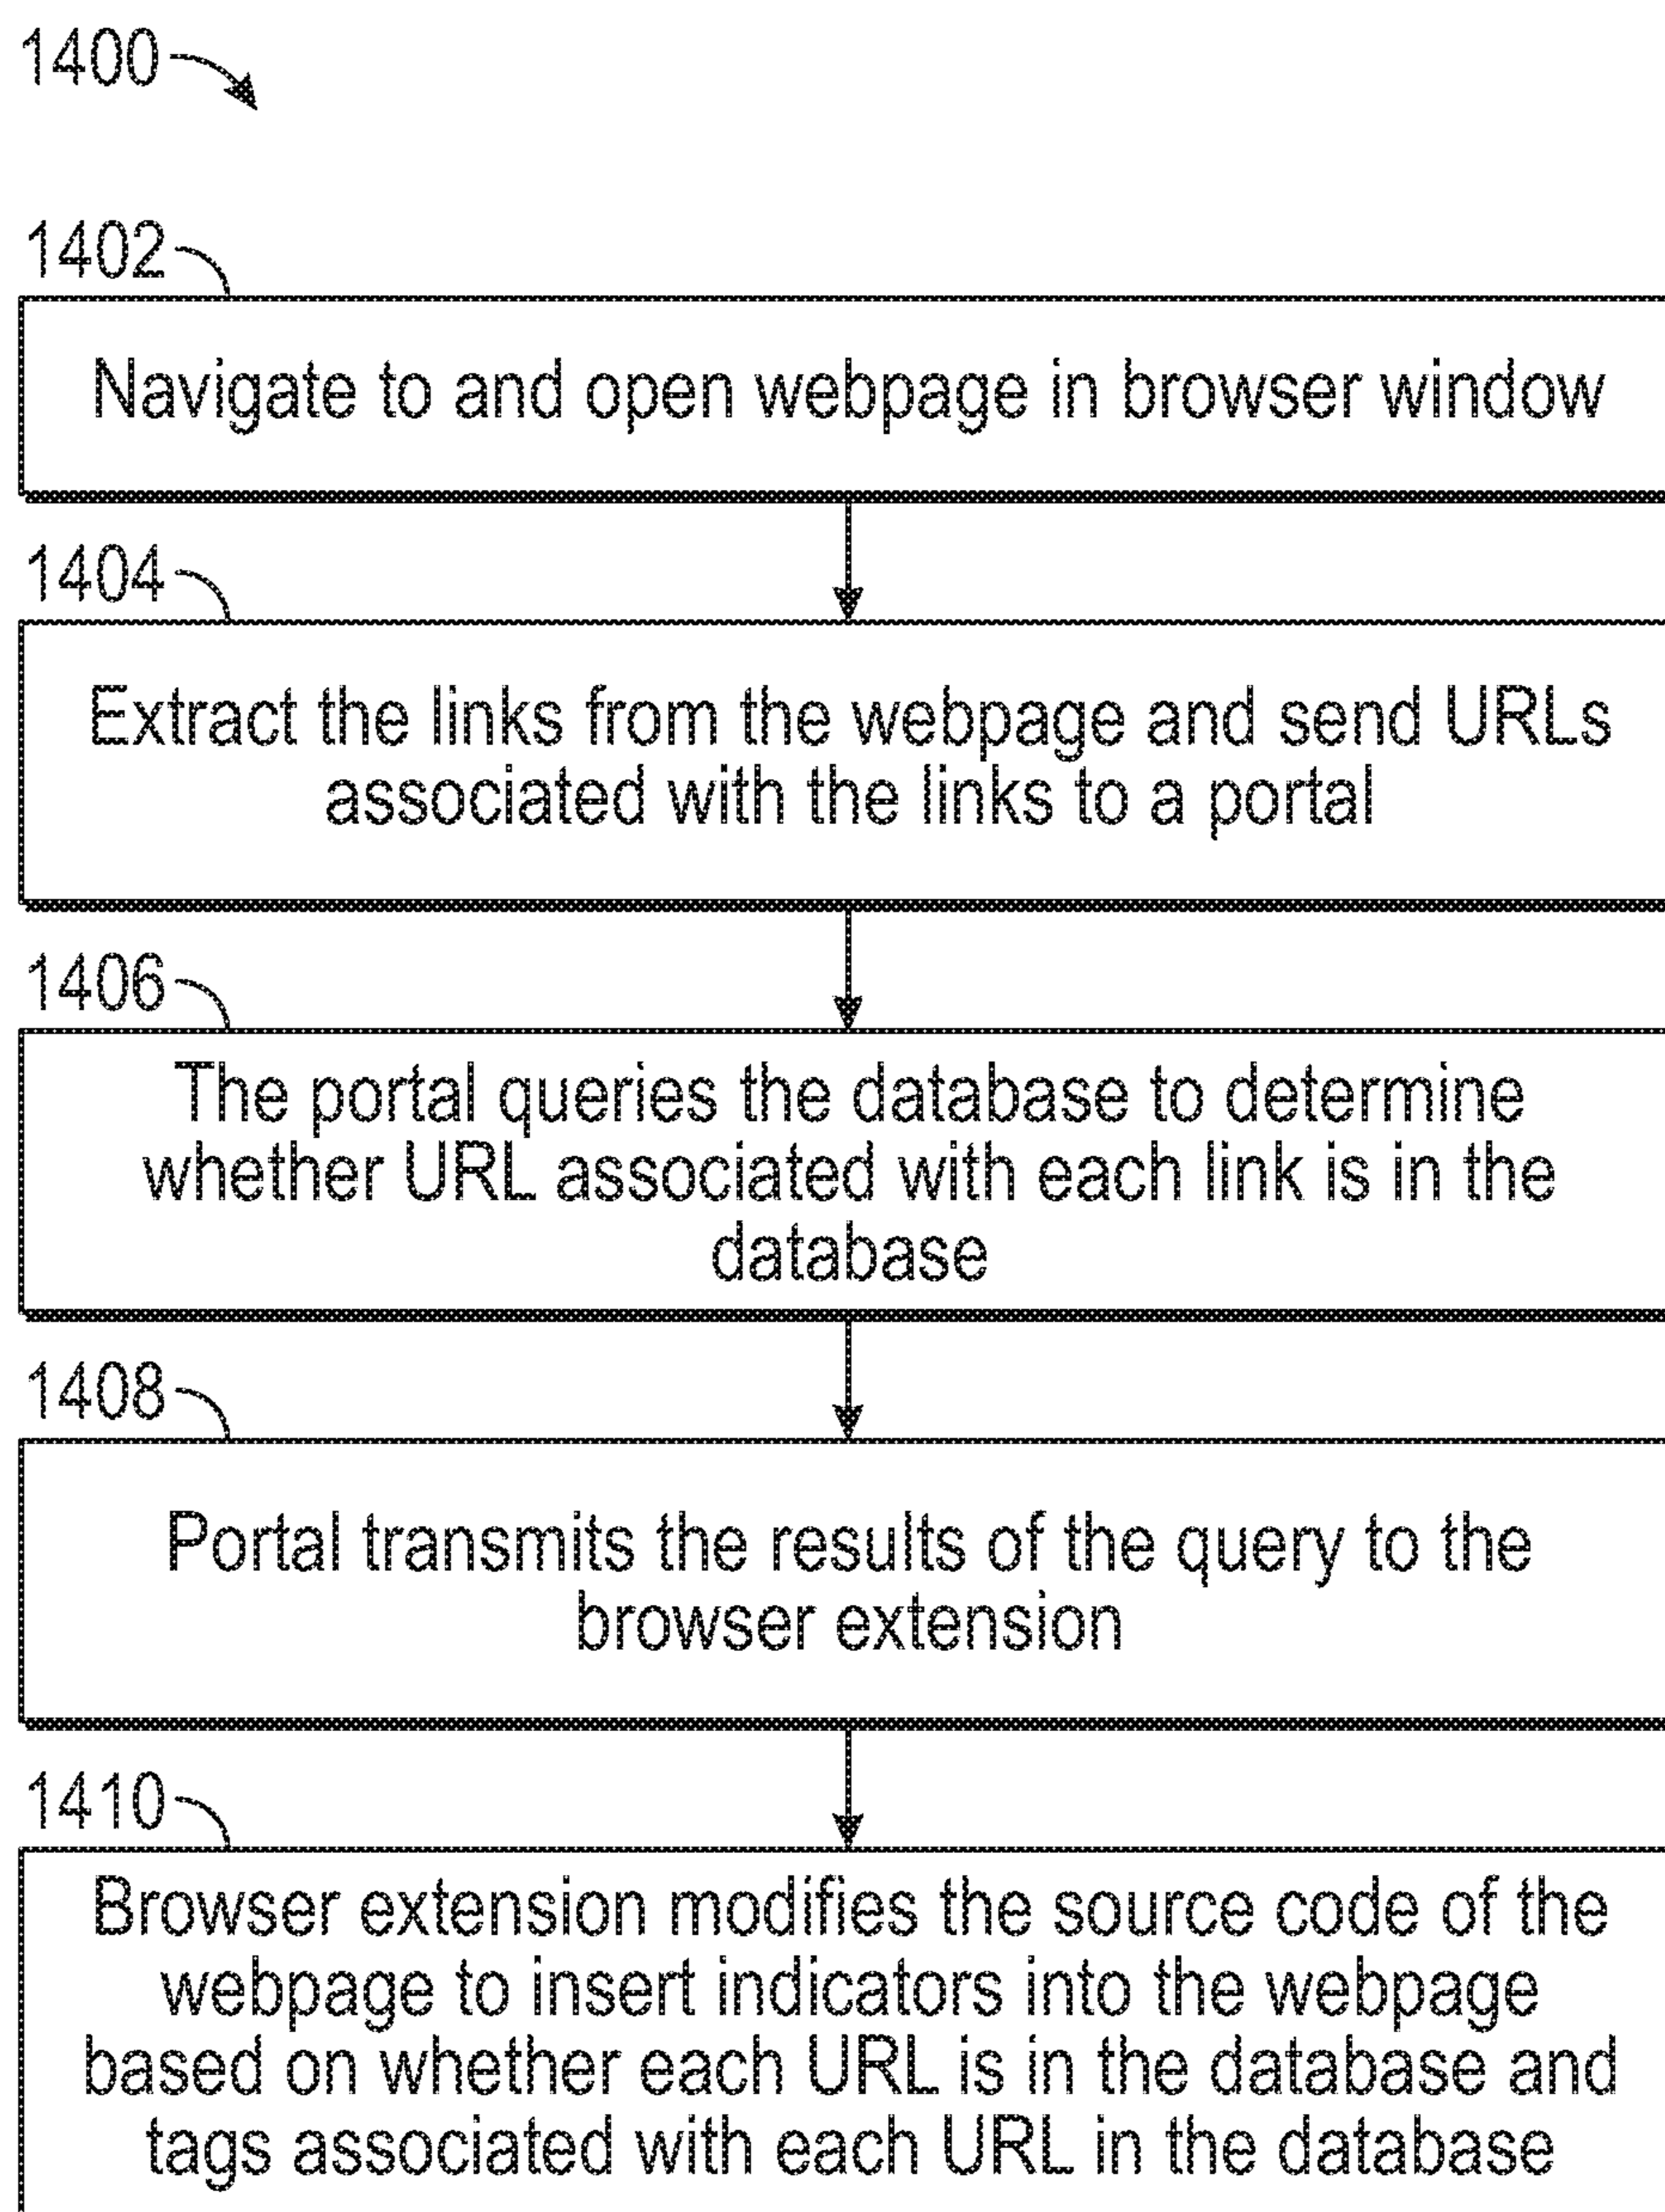 1400
1402
Navigate to and open webpage in browser window
1404
Extract the links from the webpage and send URLs
associated with the links to a portal
1406
The portal queries the database to determine
whether URL associated with each link is in the
database
1408
Portal transmits the results of the query to the
browser extension
1410
Browser extension modifies the source code of the
webpage to insert indicators into the webpage
based on whether each URL is in the database and
tags associated with each URL in the database